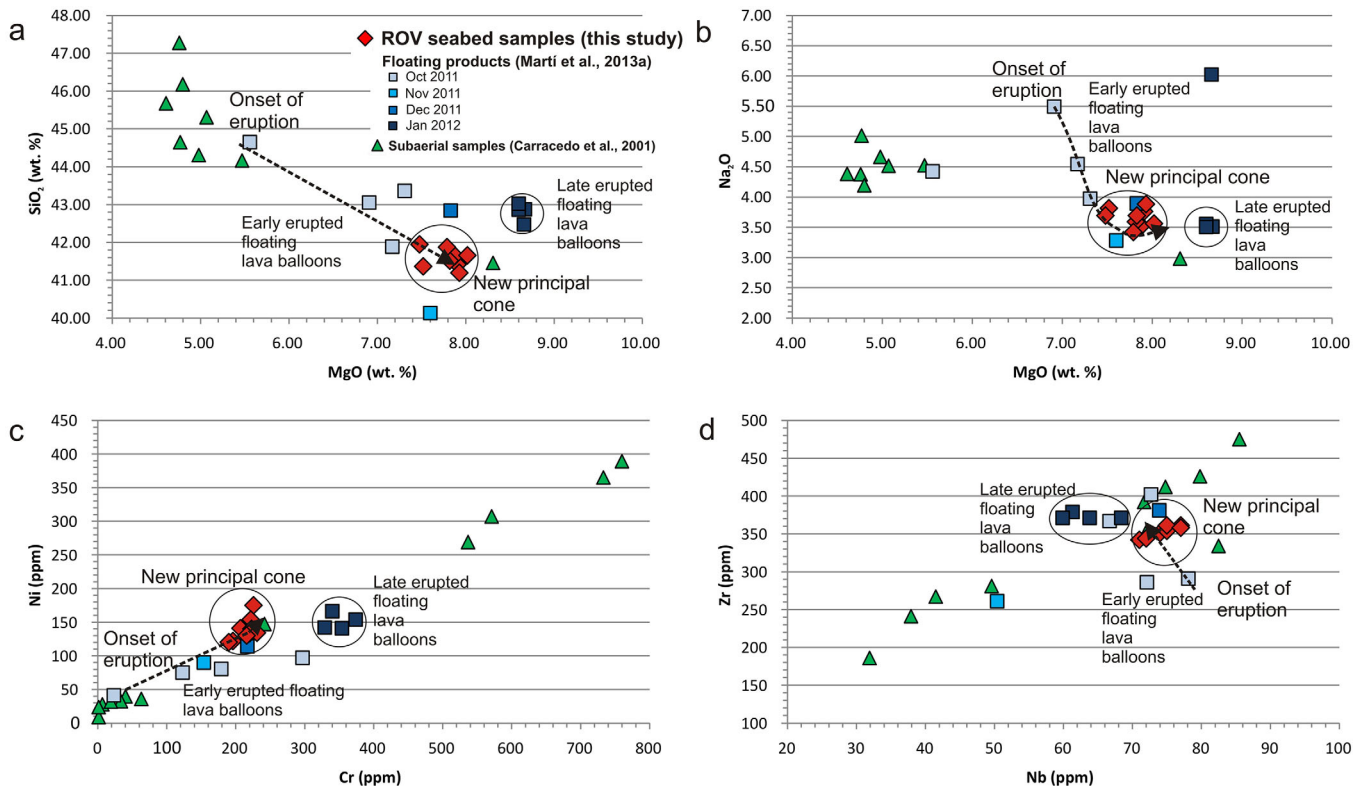 a
48.00
47.00
46.00
45.00
44.00
43.00
42.00
41.00
40.00
SiO₂ (wt. %)
4.00
5.00
6.00
7.00
8.00
9.00
10.00
MgO (wt. %)
ROV seabed samples (this study)
Floating products (Martí et al., 2013a)
Oct 2011
Nov 2011
Dec 2011
Jan 2012
Subaerial samples (Carracedo et al., 2001)
Onset of
eruption
Early erupted
floating
lava balloons
Late erupted
floating
lava
balloons
New principal
cone
b
7.00
6.00
5.00
4.00
3.00
2.00
Na₂O
4.00
5.00
6.00
7.00
8.00
9.00
10.00
MgO (wt. %)
Onset of
eruption
Early erupted
floating
lava
balloons
New principal cone
Late erupted
floating
lava
balloons
c
450
400
350
300
250
200
150
100
50
0
Ni (ppm)
0
100
200
300
400
500
600
700
800
Cr (ppm)
New principal cone
Late erupted
floating
lava
balloons
Onset of
eruption
Early erupted floating
lava balloons
d
500
450
400
350
300
250
200
150
100
Zr (ppm)
20
30
40
50
60
70
80
90
100
Nb (ppm)
Late erupted
floating
lava
balloons
New principal
cone
Early erupted
floating
lava
balloons
Onset of
eruption